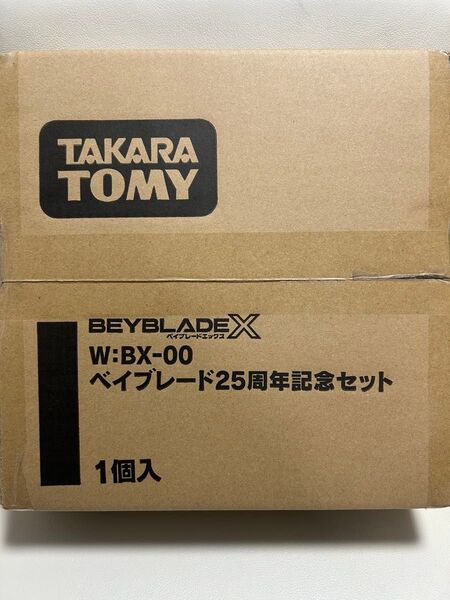 TAKARA
TOMY
BEYBLADE X
ベイブレードエックス
W:BX-00
ベイブレード25周年記念セット
1個入